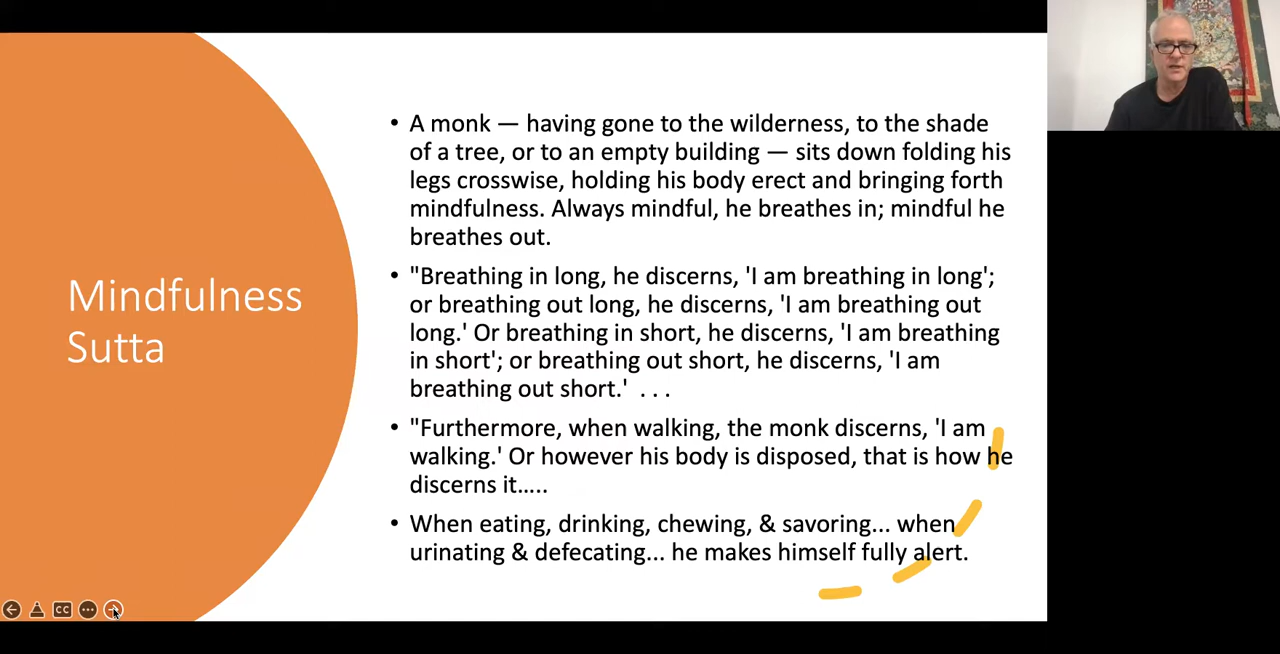 Mindfulness
Sutta
• A monk — having gone to the wilderness, to the shade
of a tree, or to an empty building — sits down folding his
legs crosswise, holding his body erect and bringing forth
mindfulness. Always mindful, he breathes in; mindful he
breathes out.
• "Breathing in long, he discerns, 'I am breathing in long';
or breathing out long, he discerns, 'I am breathing out
long.' Or breathing in short, he discerns, 'I am breathing
in short'; or breathing out short, he discerns, 'I am
breathing out short.' . . .
• "Furthermore, when walking, the monk discerns, 'I am
walking.' Or however his body is disposed, that is how he
discerns it…..
• When eating, drinking, chewing, & savoring... when
urinating & defecating... he makes himself fully alert.
CC